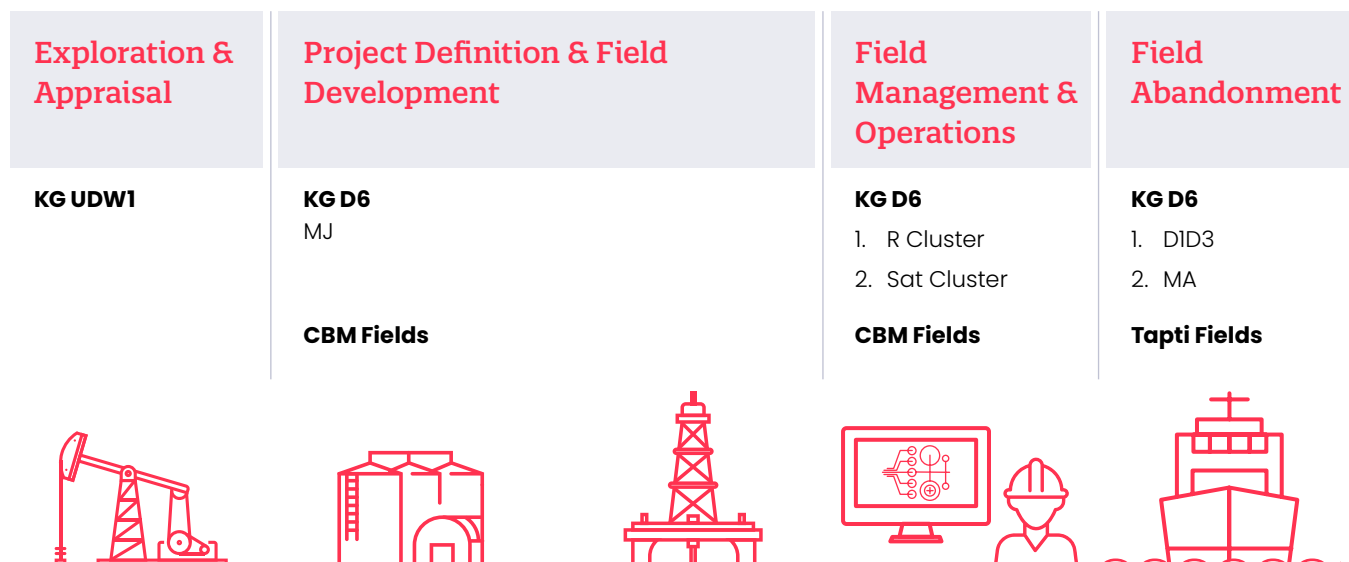 Exploration &
Appraisal
KG UDW1
Project Definition & Field
Development
KG D6
MJ
CBM Fields
Field
Management &
Operations
KG D6
1. R Cluster
2. Sat Cluster
CBM Fields
Field
Abandonment
KG D6
1. D1D3
2. MA
Tapti Fields